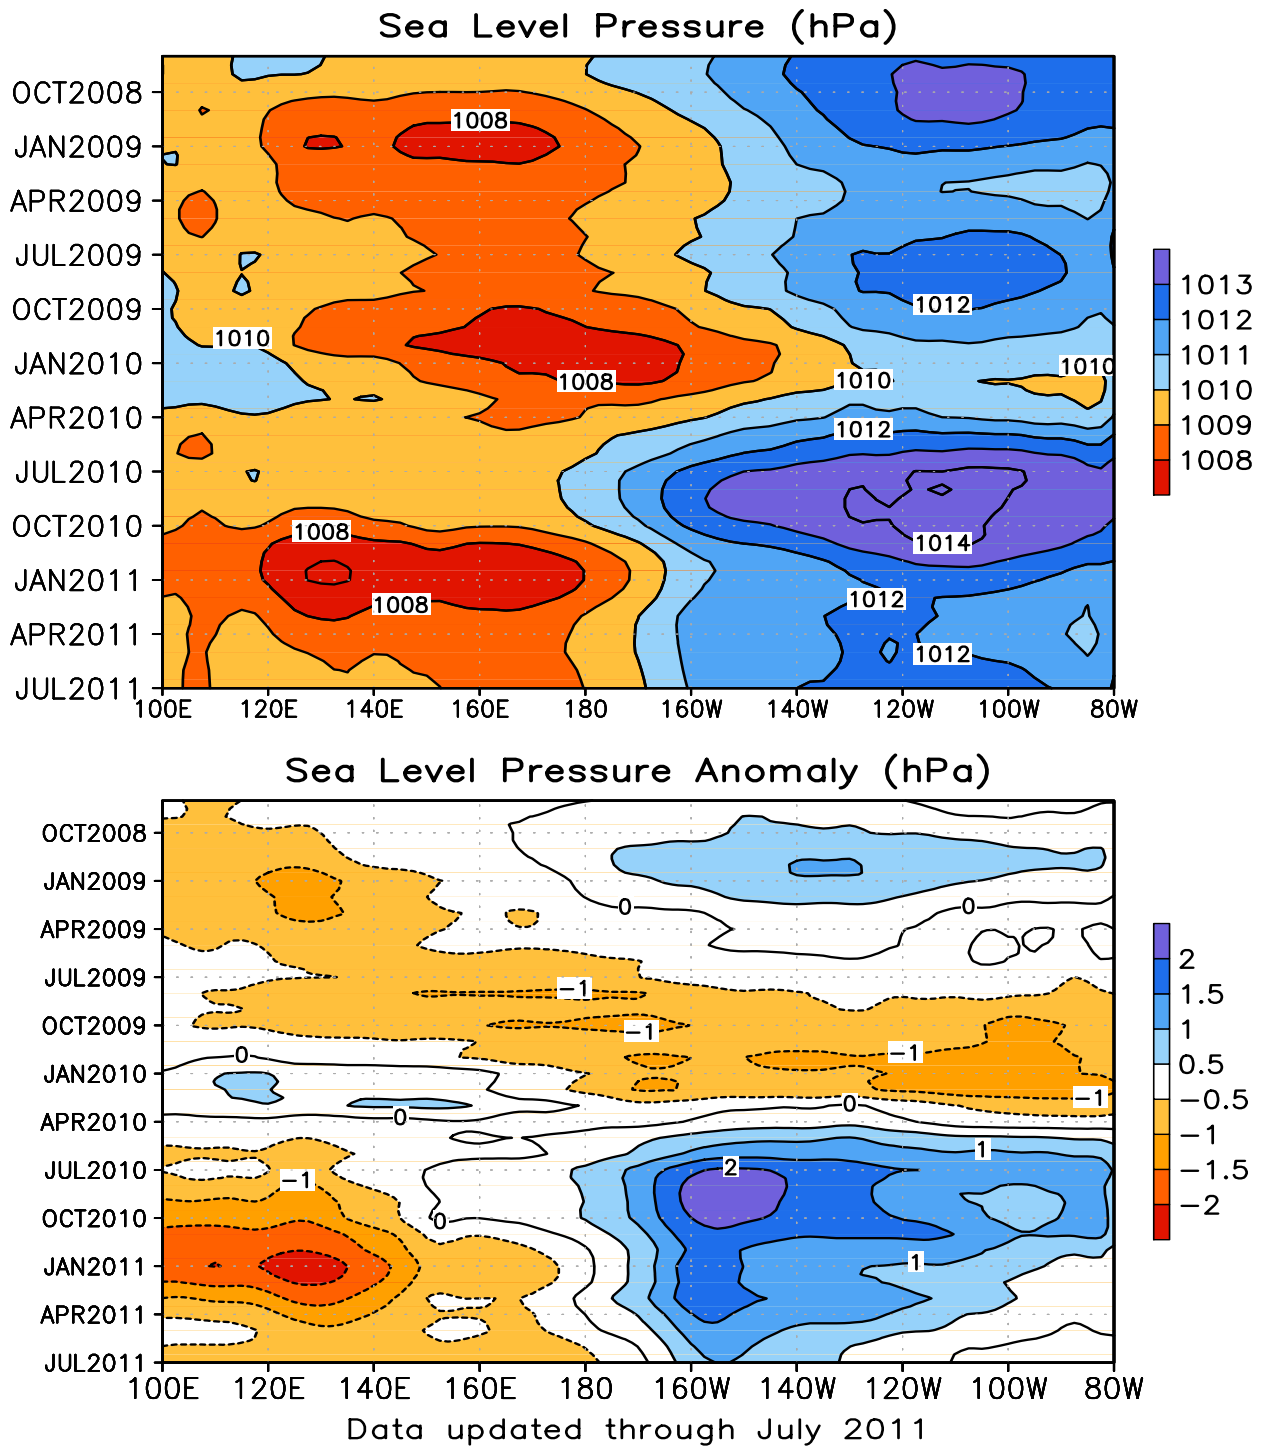 Sea Level Pressure (hPa)
OCT2008
JAN2009
APR2009
JUL2009
OCT2009
JAN2010
APR2010
JUL2010
OCT2010
JAN2011
APR2011
JUL2011
1008
1012
1010
1008
1010
1010
1012
1008
1014
1008
1012
1012
100E 120E 140E 160E 180 160W 140W 120W 100W 80W
1013
1012
1011
1010
1009
1008
Sea Level Pressure Anomaly (hPa)
OCT2008
JAN2009
APR2009
JUL2009
OCT2009
JAN2010
APR2010
JUL2010
OCT2010
JAN2011
APR2011
JUL2011
0 0
−1
−1
0 −1
−1
0 0
1
2
−1
0
1
100E 120E 140E 160E 180 160W 140W 120W 100W 80W
2
1.5
1
0.5
−0.5
−1
−1.5
−2
Data updated through July 2011